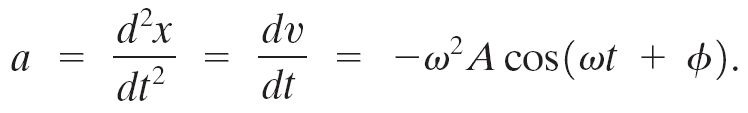 a = d²x/dt² = dv/dt = −ω²A cos(ωt + ϕ).